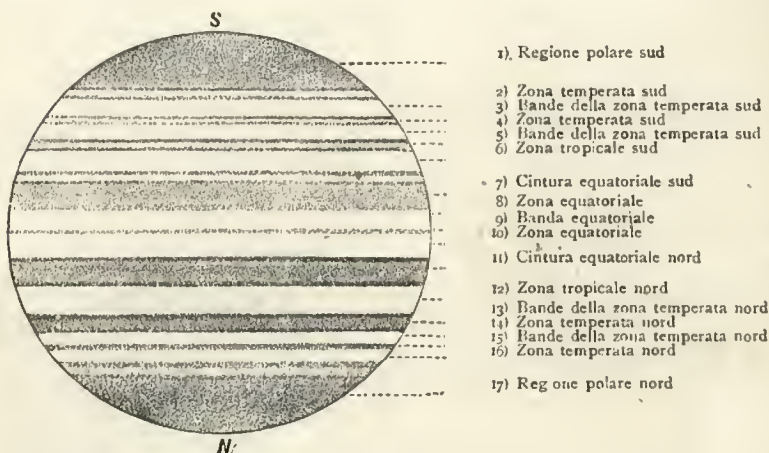 S
1) Regione polare sud
2) Zona temperata sud
3) Bande della zona temperata sud
4) Zona temperata sud
5) Bande della zona temperata sud
6) Zona tropicale sud
7) Cintura equatoriale sud
8) Zona equatoriale
9) Banda equatoriale
10) Zona equatoriale
11) Cintura equatoriale nord
12) Zona tropicale nord
13) Bande della zona temperata nord
14) Zona temperata nord
15) Bande della zona temperata nord
16) Zona temperata nord
17) Reg one polare nord
N